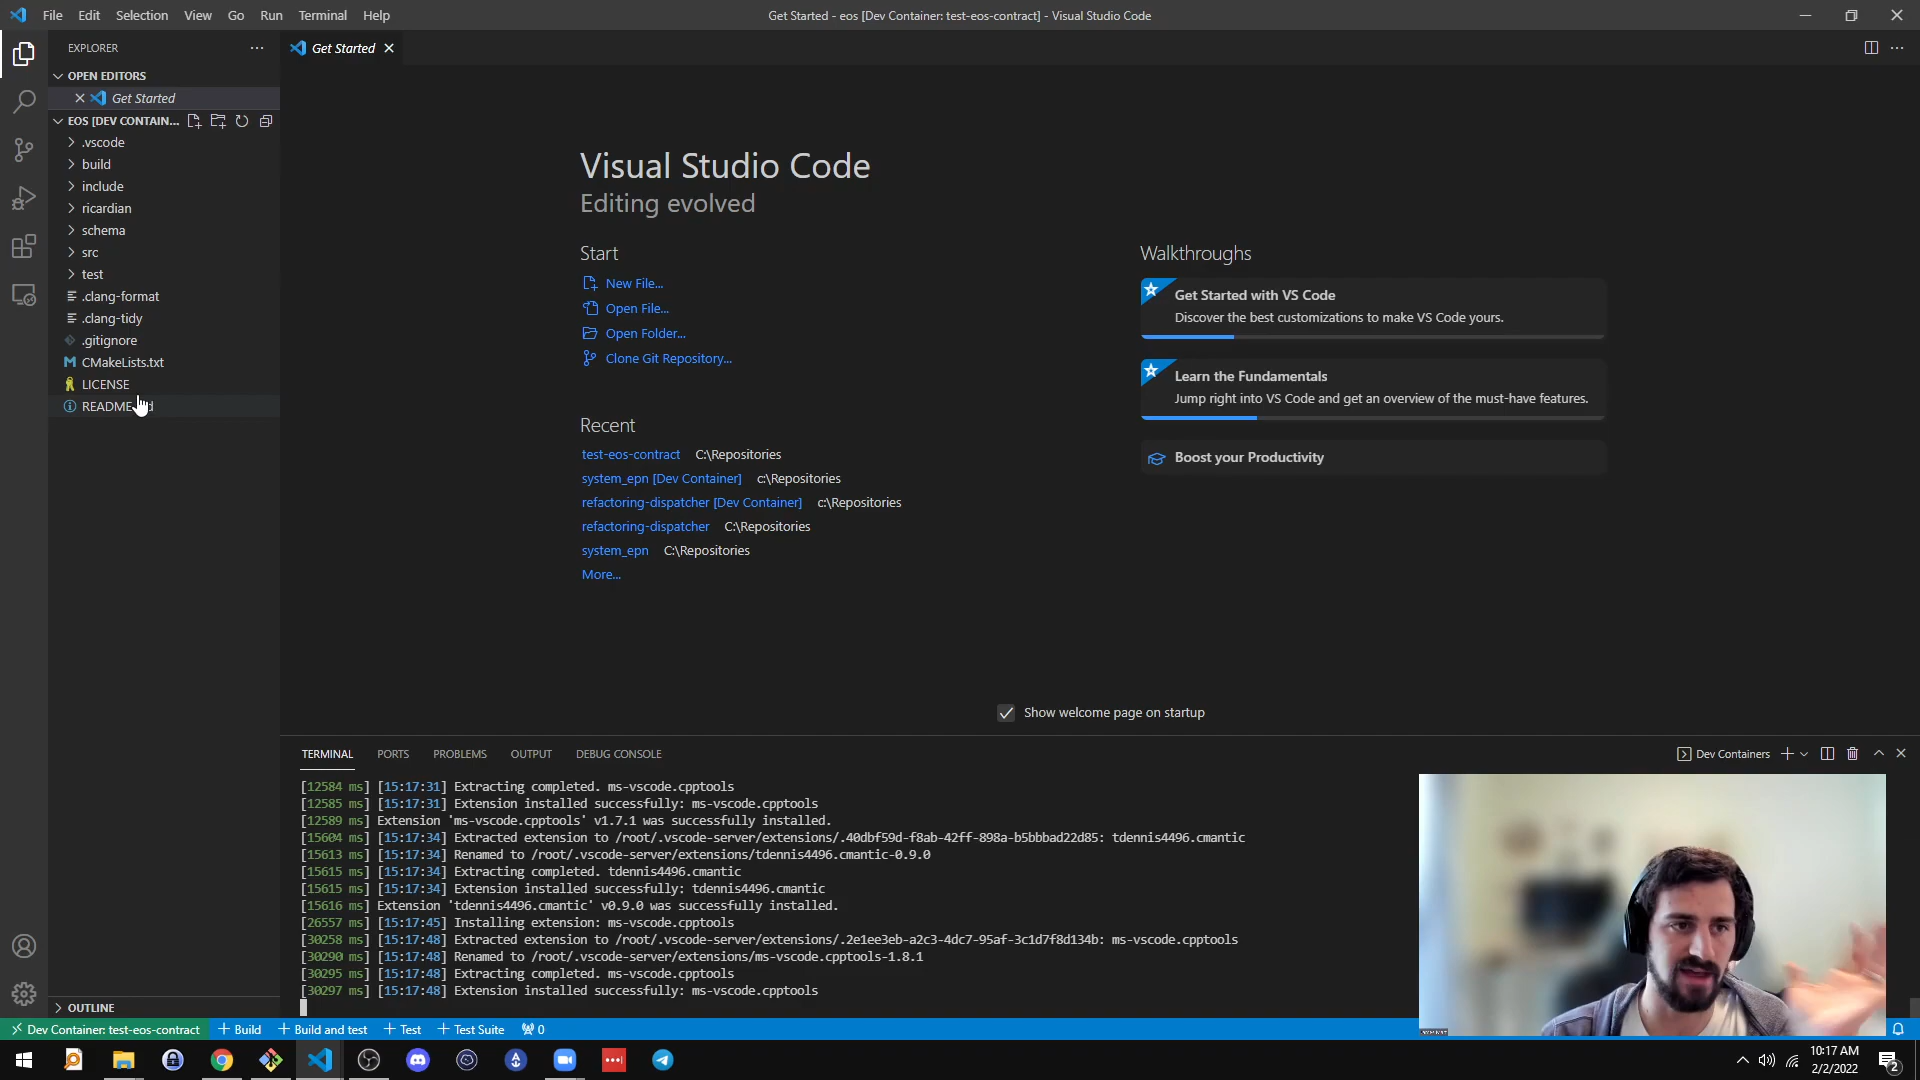 File Edit Selection View Go Run Terminal Help
Get Started - eos [Dev Container: test-eos-contract] - Visual Studio Code
EXPLORER
Get Started
OPEN EDITORS
Get Started
EOS [DEV CONTAIN...
.vscode
build
include
ricardian
schema
src
test
.clang-format
.clang-tidy
.gitignore
CMakeLists.txt
LICENSE
README
OUTLINE
Visual Studio Code
Editing evolved
Start
New File...
Open File...
Open Folder...
Clone Git Repository...
Recent
test-eos-contract C:\Repositories
system_epn [Dev Container] c:\Repositories
refactoring-dispatcher [Dev Container] c:\Repositories
refactoring-dispatcher C:\Repositories
system_epn C:\Repositories
More...
Walkthroughs
Get Started with VS Code
Discover the best customizations to make VS Code yours.
Learn the Fundamentals
Jump right into VS Code and get an overview of the must-have features.
Boost your Productivity
Show welcome page on startup
TERMINAL PORTS PROBLEMS OUTPUT DEBUG CONSOLE
Dev Containers
[12584 ms] [15:17:31] Extracting completed. ms-vscode.cpptools
[12585 ms] [15:17:31] Extension installed successfully: ms-vscode.cpptools
[12589 ms] Extension 'ms-vscode.cpptools' v1.7.1 was successfully installed.
[15604 ms] [15:17:34] Extracted extension to /root/.vscode-server/extensions/.40dbf59d-f8ab-42ff-898a-b5bbbad22d85: tdennis4496.cmantic
[15613 ms] [15:17:34] Renamed to /root/.vscode-server/extensions/tdennis4496.cmantic-0.9.0
[15615 ms] [15:17:34] Extracting completed. tdennis4496.cmantic
[15615 ms] [15:17:34] Extension installed successfully: tdennis4496.cmantic
[15616 ms] Extension 'tdennis4496.cmantic' v0.9.0 was successfully installed.
[26557 ms] [15:17:45] Installing extension: ms-vscode.cpptools
[30258 ms] [15:17:48] Extracted extension to /root/.vscode-server/extensions/.2e1ee3eb-a2c3-4dc7-95af-3c1d7f8d134b: ms-vscode.cpptools
[30290 ms] [15:17:48] Renamed to /root/.vscode-server/extensions/ms-vscode.cpptools-1.8.1
[30295 ms] [15:17:48] Extracting completed. ms-vscode.cpptools
[30297 ms] [15:17:48] Extension installed successfully: ms-vscode.cpptools
Dev Container: test-eos-contract Build Build and test Test Test Suite 0
10:17 AM
2/2/2022
2